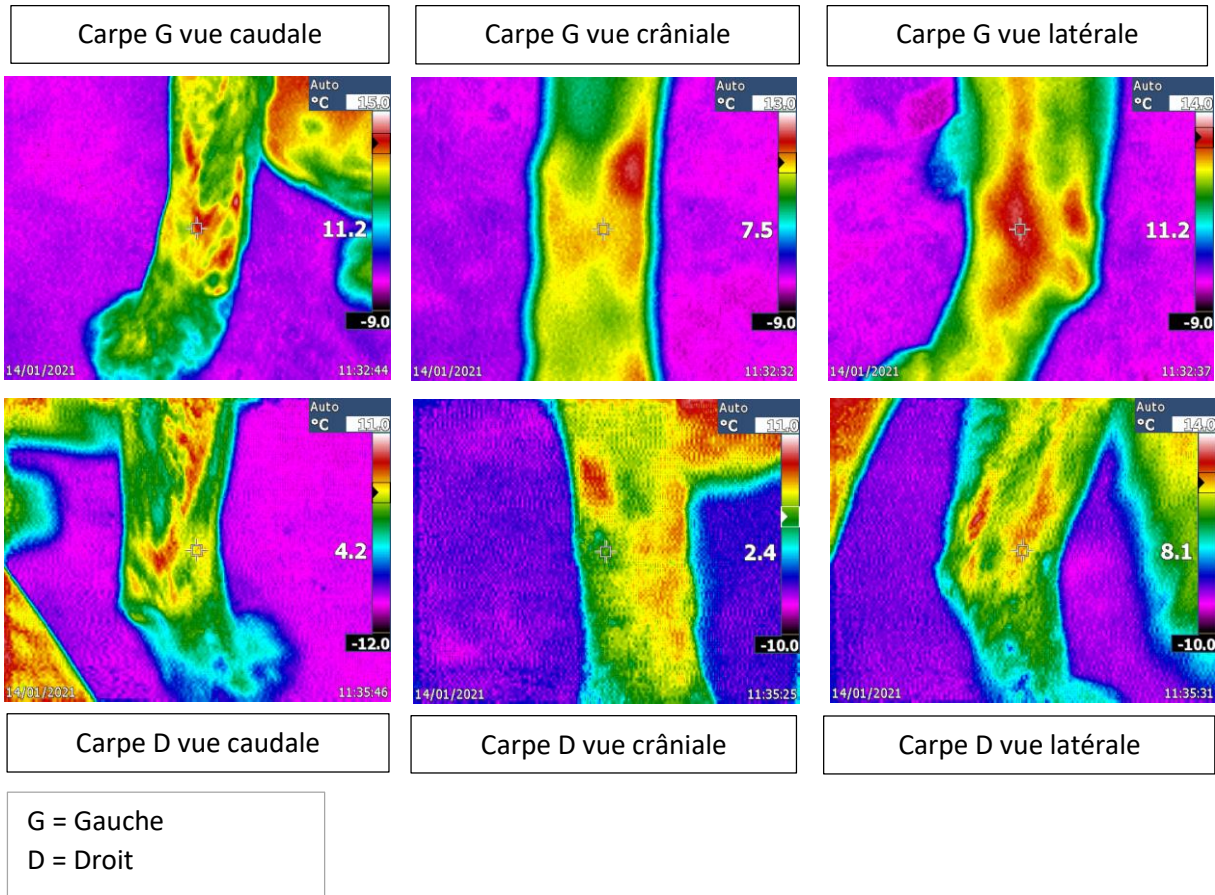 Carpe G vue caudale
Carpe G vue crâniale
Carpe G vue latérale
Auto
°C 15.0
11.2
-9.0
14/01/2021 11:32:44
Auto
°C 13.0
7.5
-9.0
14/01/2021 11:32:32
Auto
°C 14.0
11.2
-9.0
14/01/2021 11:32:37
Auto
°C 11.0
4.2
-12.0
14/01/2021 11:35:46
Auto
°C 11.0
2.4
-10.0
14/01/2021 11:35:25
Auto
°C 14.0
8.1
-10.0
14/01/2021 11:35:31
Carpe D vue caudale
Carpe D vue crâniale
Carpe D vue latérale
G = Gauche
D = Droit